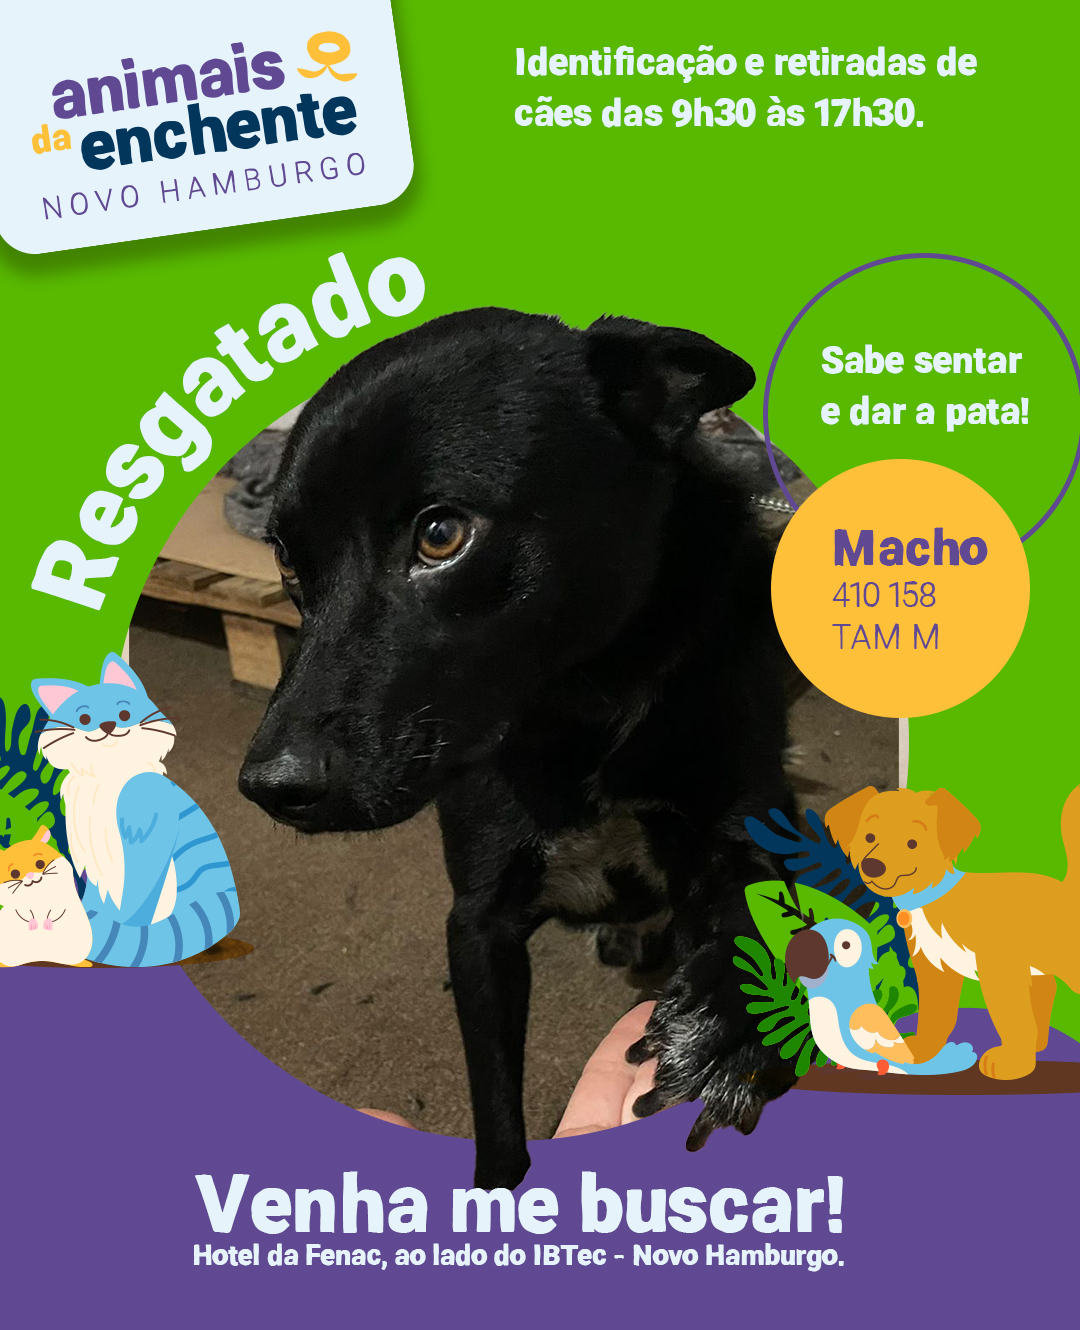 animais
da enchente
NOVO HAMBURGO
Identificação e retiradas de
cães das 9h30 às 17h30.
Resgatado
Sabe sentar
e dar a pata!
Macho
410 158
TAM M
Venha me buscar!
Hotel da Fenac, ao lado do IBTec - Novo Hamburgo.